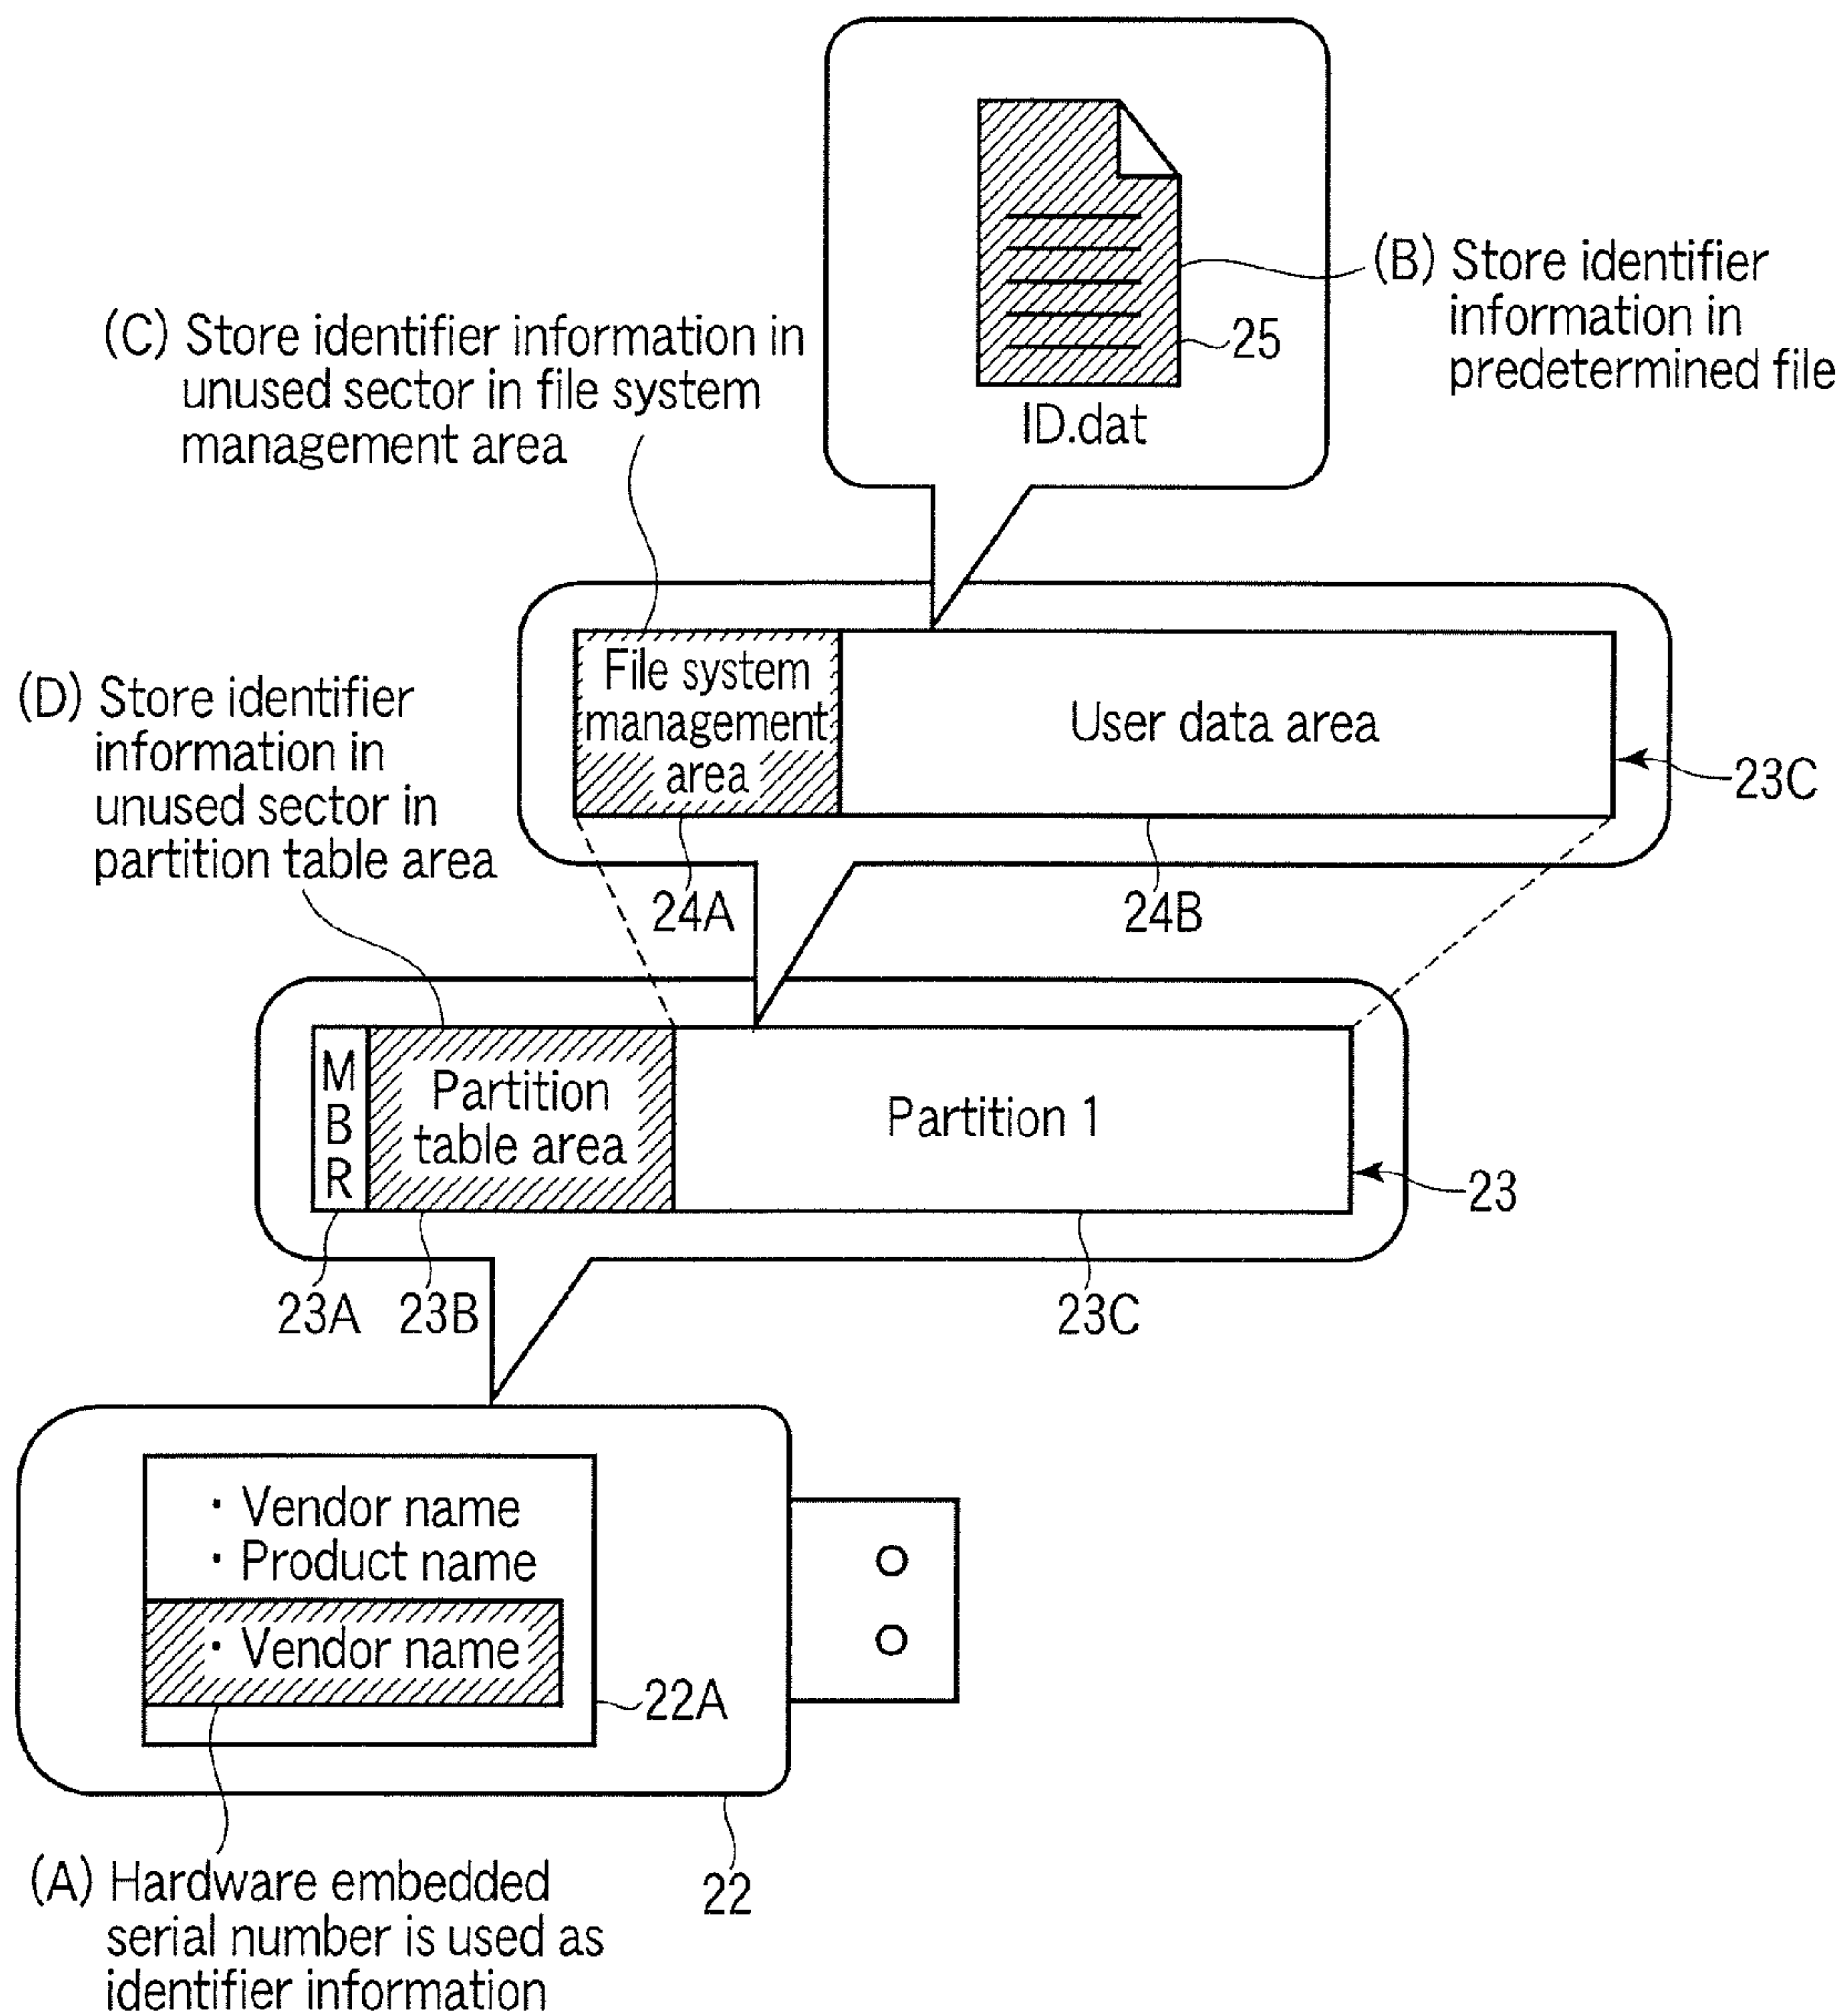 (B) Store identifier
information in
predetermined file
25
ID.dat
(C) Store identifier information in
unused sector in file system
management area
(D) Store identifier
information in
unused sector in
partition table area
File system
management
area
User data area
23C
24A
24B
M
B
R
Partition
table area
Partition 1
23
23A
23B
23C
· Vendor name
· Product name
· Vendor name
22A
22
(A) Hardware embedded
serial number is used as
identifier information